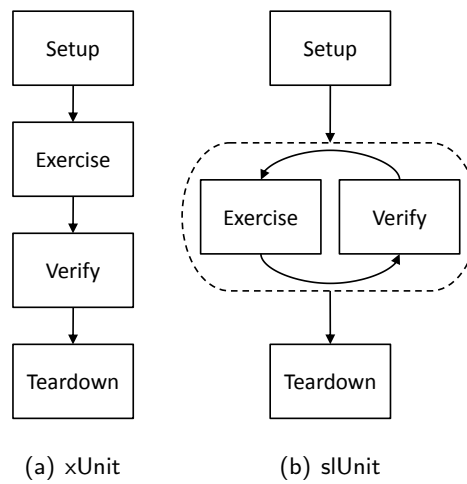 Setup
Exercise
Verify
Teardown
(a) xUnit
Setup
Exercise
Verify
Teardown
(b) slUnit